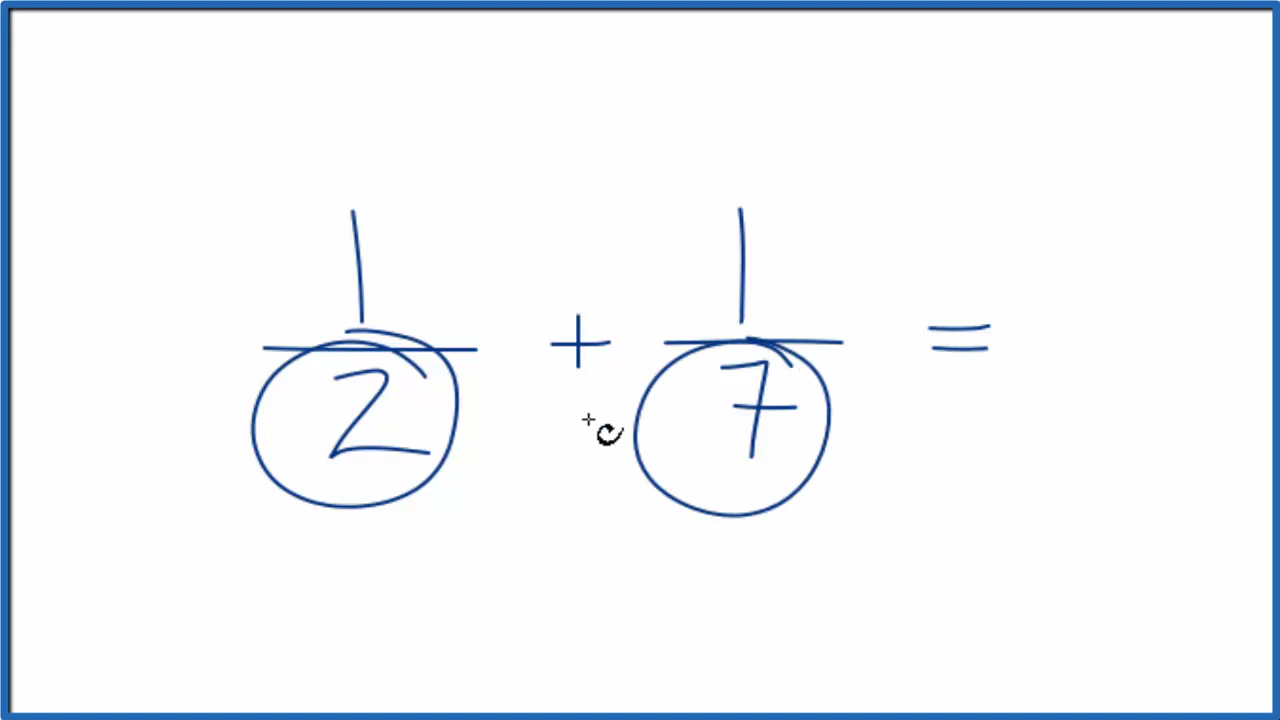 1/2 + 1/7 =